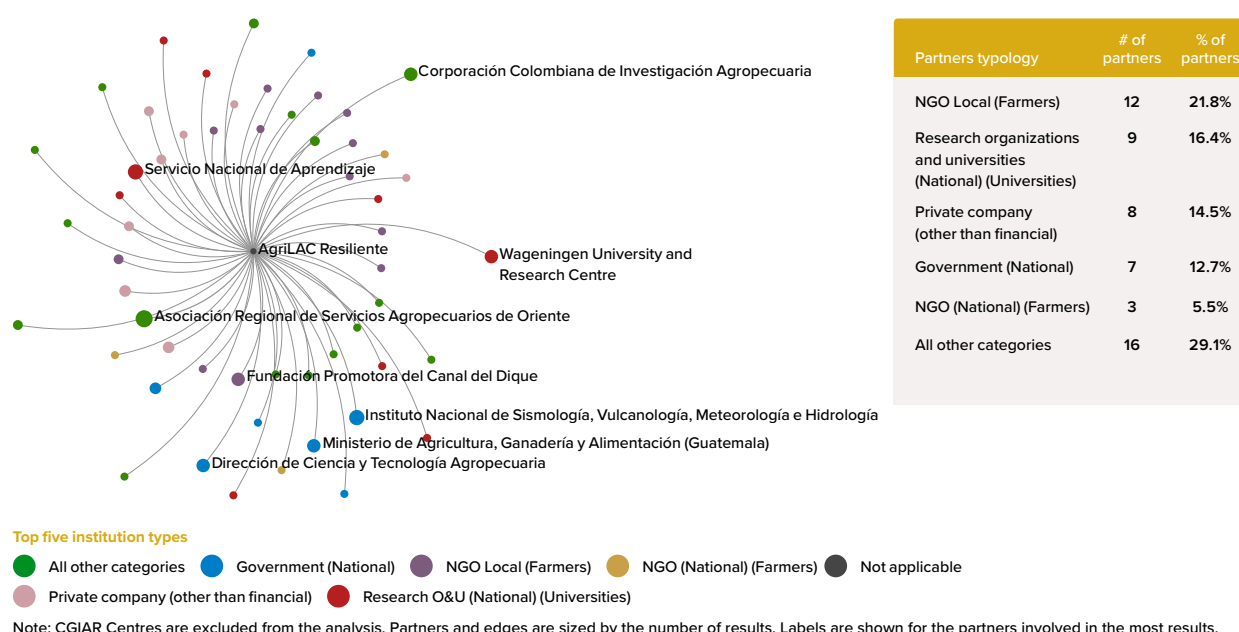 Corporación Colombiana de Investigación Agropecuaria
Servicio Nacional de Aprendizaje
AgriLAC Resiliente
Wageningen University and
Research Centre
Asociación Regional de Servicios Agropecuarios de Oriente
Fundación Promotora del Canal del Dique
Instituto Nacional de Sismología, Vulcanología, Meteorología e Hidrología
Ministerio de Agricultura, Ganadería y Alimentación (Guatemala)
Dirección de Ciencia y Tecnología Agropecuaria
Partners typology # of partners % of partners
NGO Local (Farmers) 12 21.8%
Research organizations 9 16.4%
and universities
(National) (Universities)
Private company 8 14.5%
(other than financial)
Government (National) 7 12.7%
NGO (National) (Farmers) 3 5.5%
All other categories 16 29.1%
Top five institution types
All other categories Government (National) NGO Local (Farmers) NGO (National) (Farmers) Not applicable
Private company (other than financial) Research O&U (National) (Universities)
Note: CGIAR Centres are excluded from the analysis. Partners and edges are sized by the number of results. Labels are shown for the partners involved in the most results.